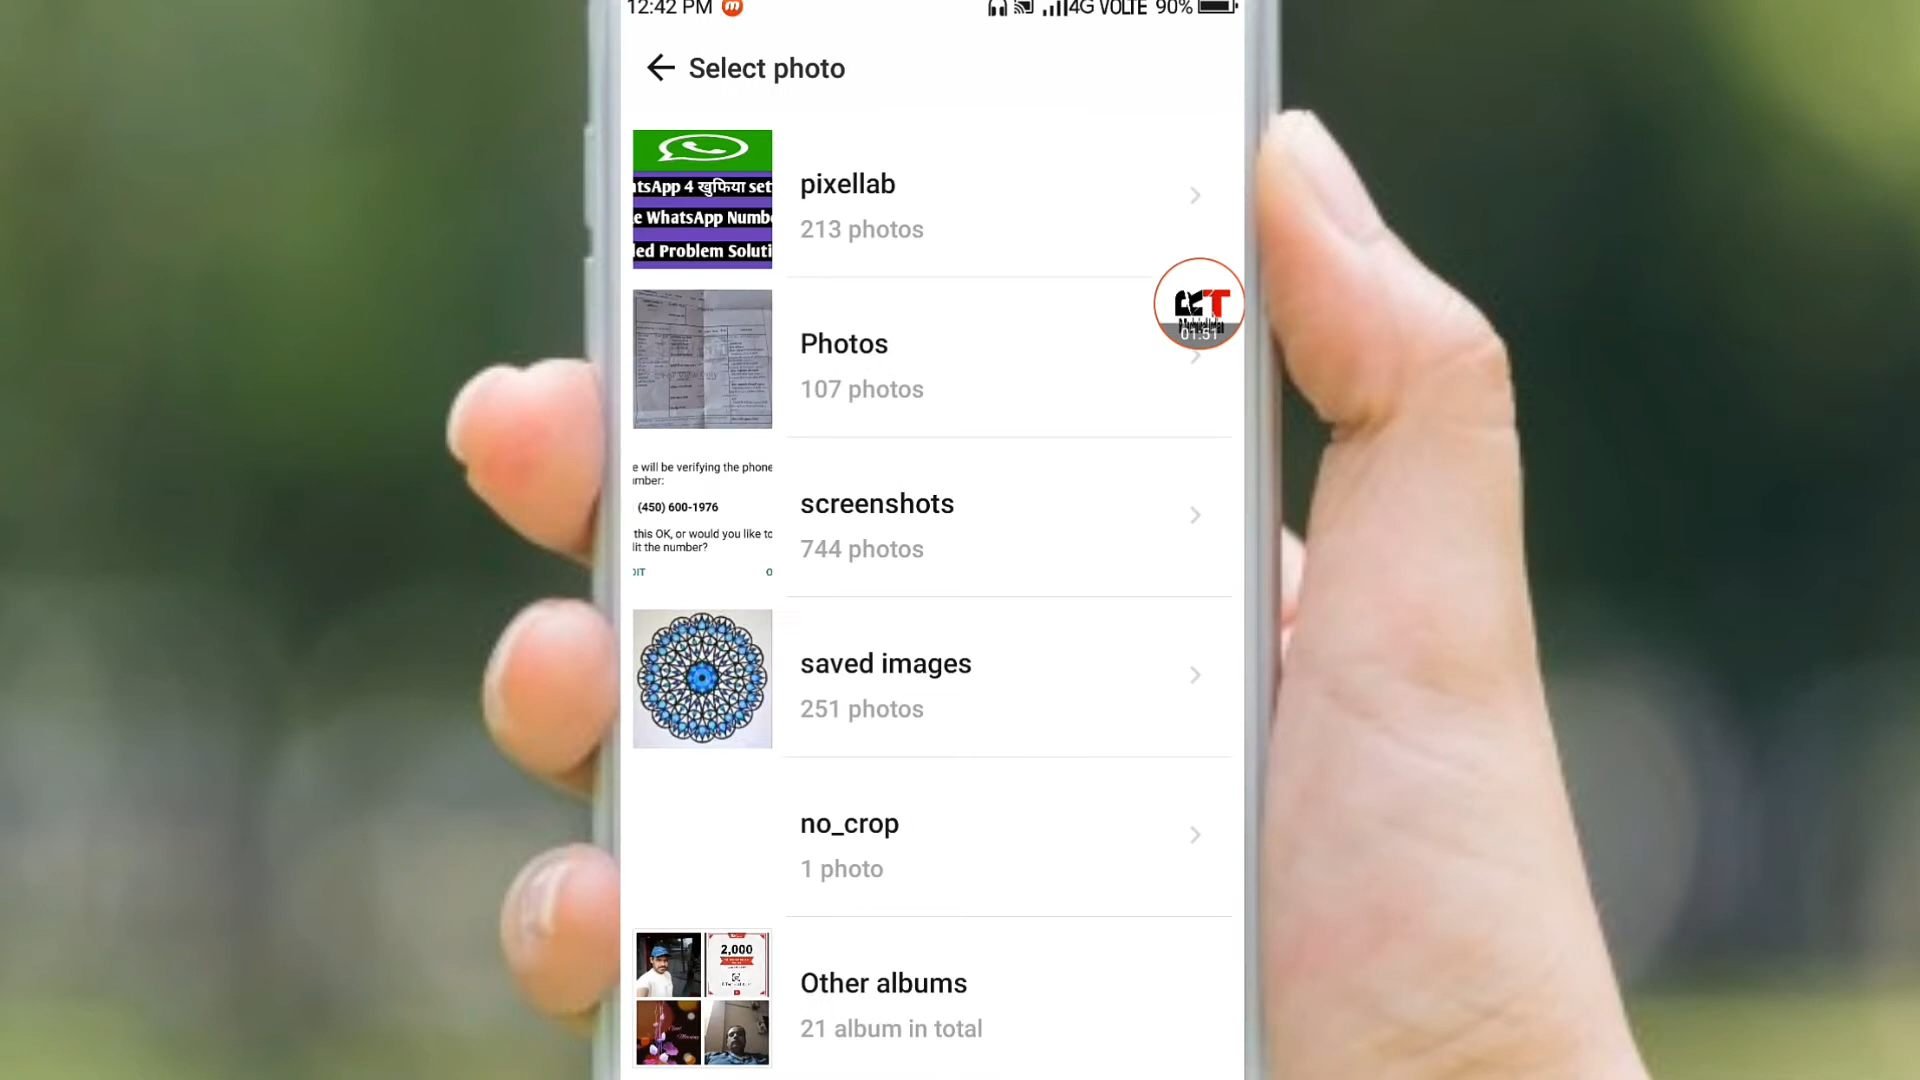 12:42 PM m 4G VOLTE 90%
Select photo
tsApp 4 खुफिया set
e WhatsApp Numb
led Problem Soluti
pixellab
213 photos
RT
01:51
Photos
107 photos
e will be verifying the phone
mber:
(450) 600-1976
this OK, or would you like to
lit the number?
DIT O
screenshots
744 photos
saved images
251 photos
no_crop
1 photo
2,000
Other albums
21 album in total